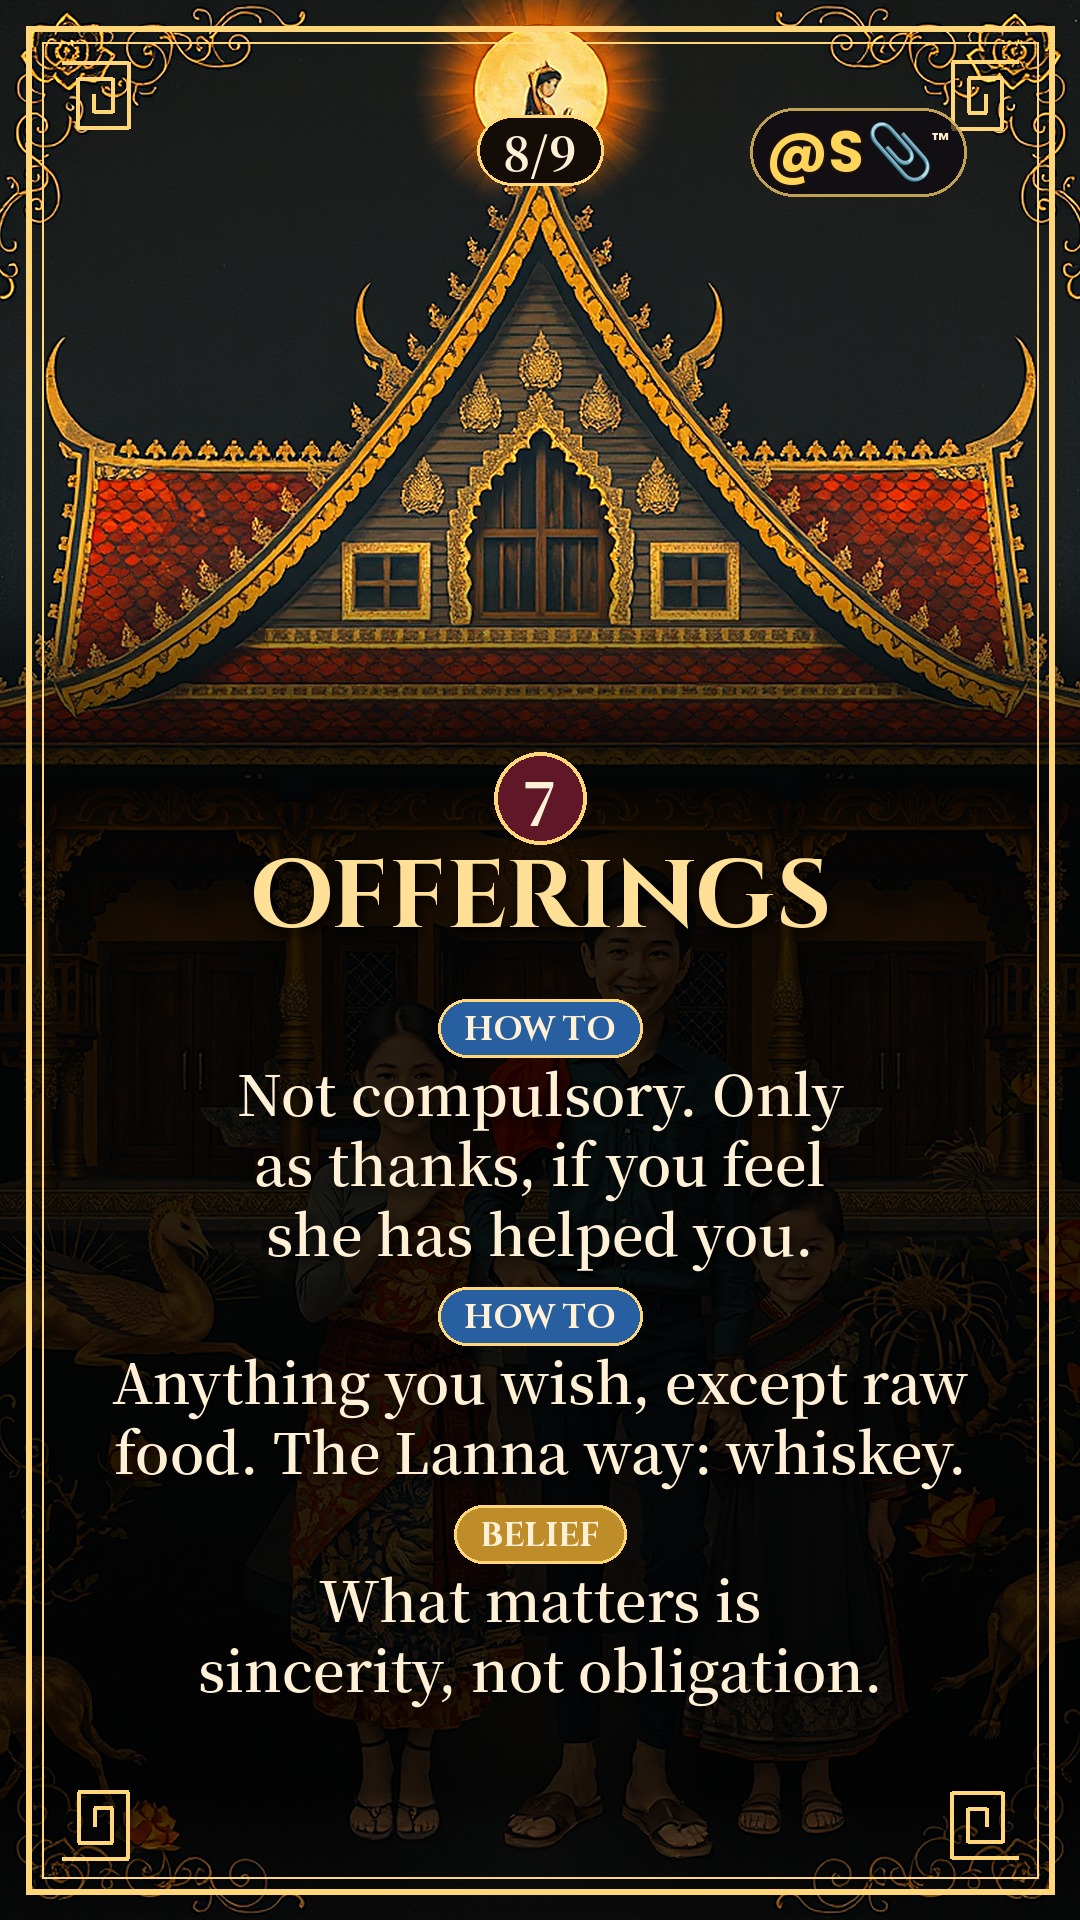 8/9
@S📎™
7
OFFERINGS
HOW TO
Not compulsory. Only
as thanks, if you feel
she has helped you.
HOW TO
Anything you wish, except raw
food. The Lanna way: whiskey.
BELIEF
What matters is
sincerity, not obligation.